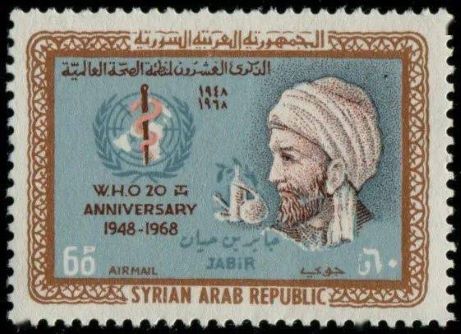 الجمهورية العربية السورية
الذكرى العشرون لمنظمة الصحة العالمية
١٩٤٨
١٩٦٨
W.H.O 20 TH
ANNIVERSARY
1948-1968
جابر بن حيان
JABIR
60 P
AIRMAIL
جوي
٦٠ ق
SYRIAN ARAB REPUBLIC